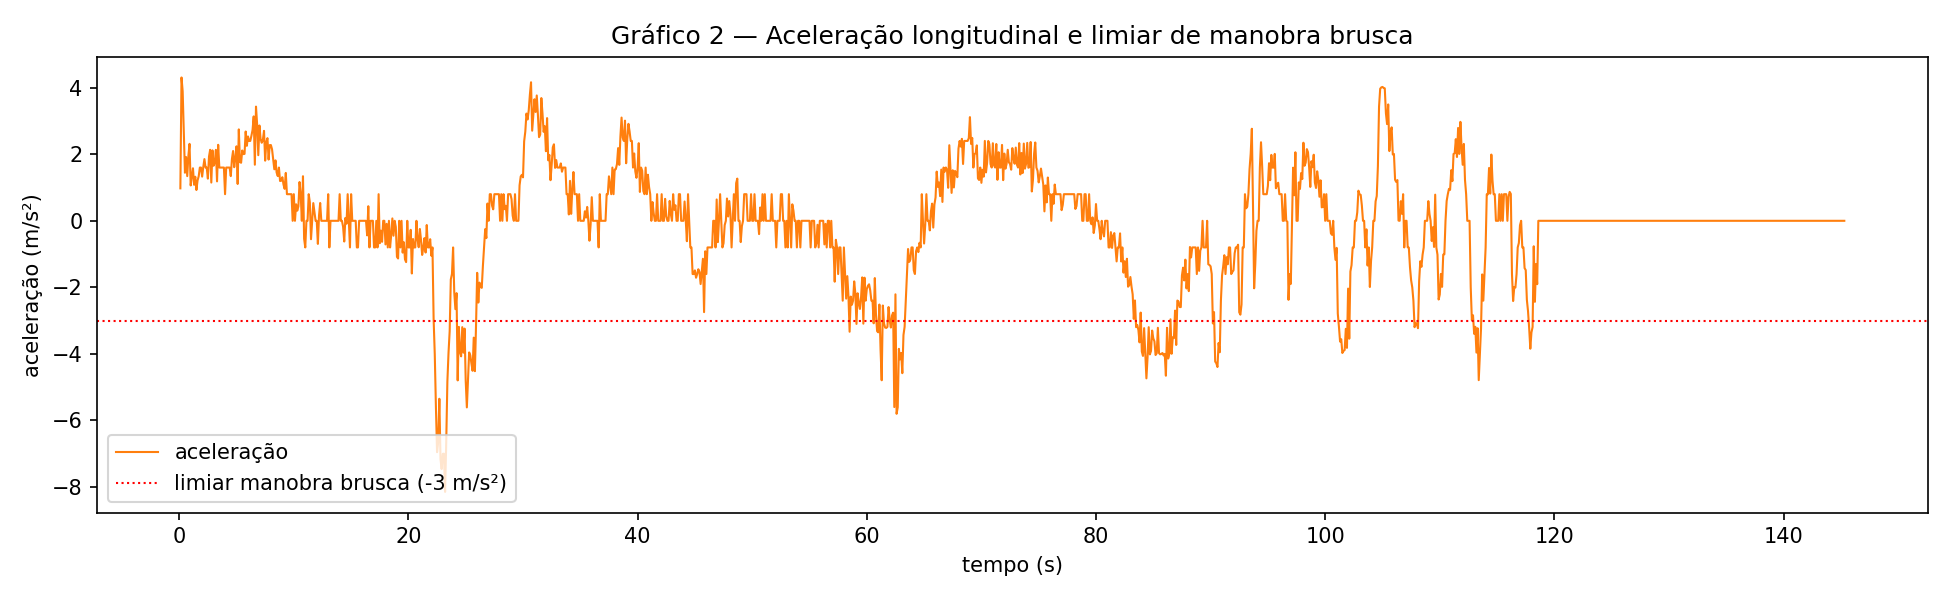 Gráfico 2 — Aceleração longitudinal e limiar de manobra brusca
aceleração (m/s²)
4
2
0
−2
−4
−6
−8
aceleração
limiar manobra brusca (-3 m/s²)
0 20 40 60 80 100 120 140
tempo (s)